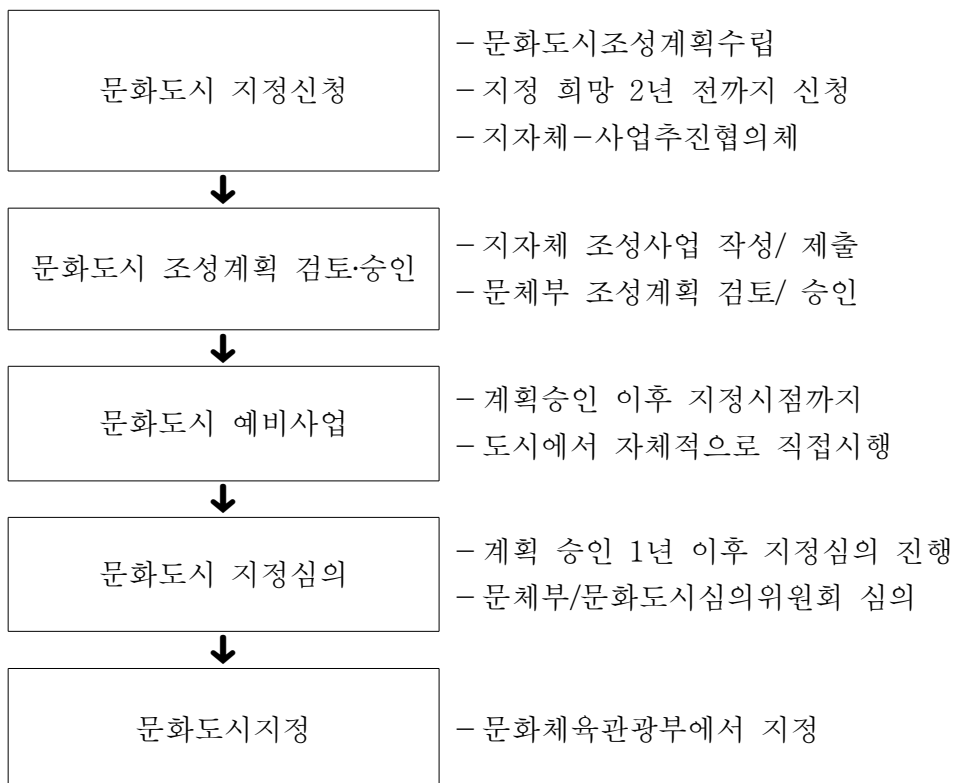 문화도시 지정신청
– 문화도시조성계획수립
– 지정 희망 2년 전까지 신청
– 지자체–사업추진협의체
문화도시 조성계획 검토·승인
– 지자체 조성사업 작성/ 제출
– 문체부 조성계획 검토/ 승인
문화도시 예비사업
– 계획승인 이후 지정시점까지
– 도시에서 자체적으로 직접시행
문화도시 지정심의
– 계획 승인 1년 이후 지정심의 진행
– 문체부/문화도시심의위원회 심의
문화도시지정
– 문화체육관광부에서 지정